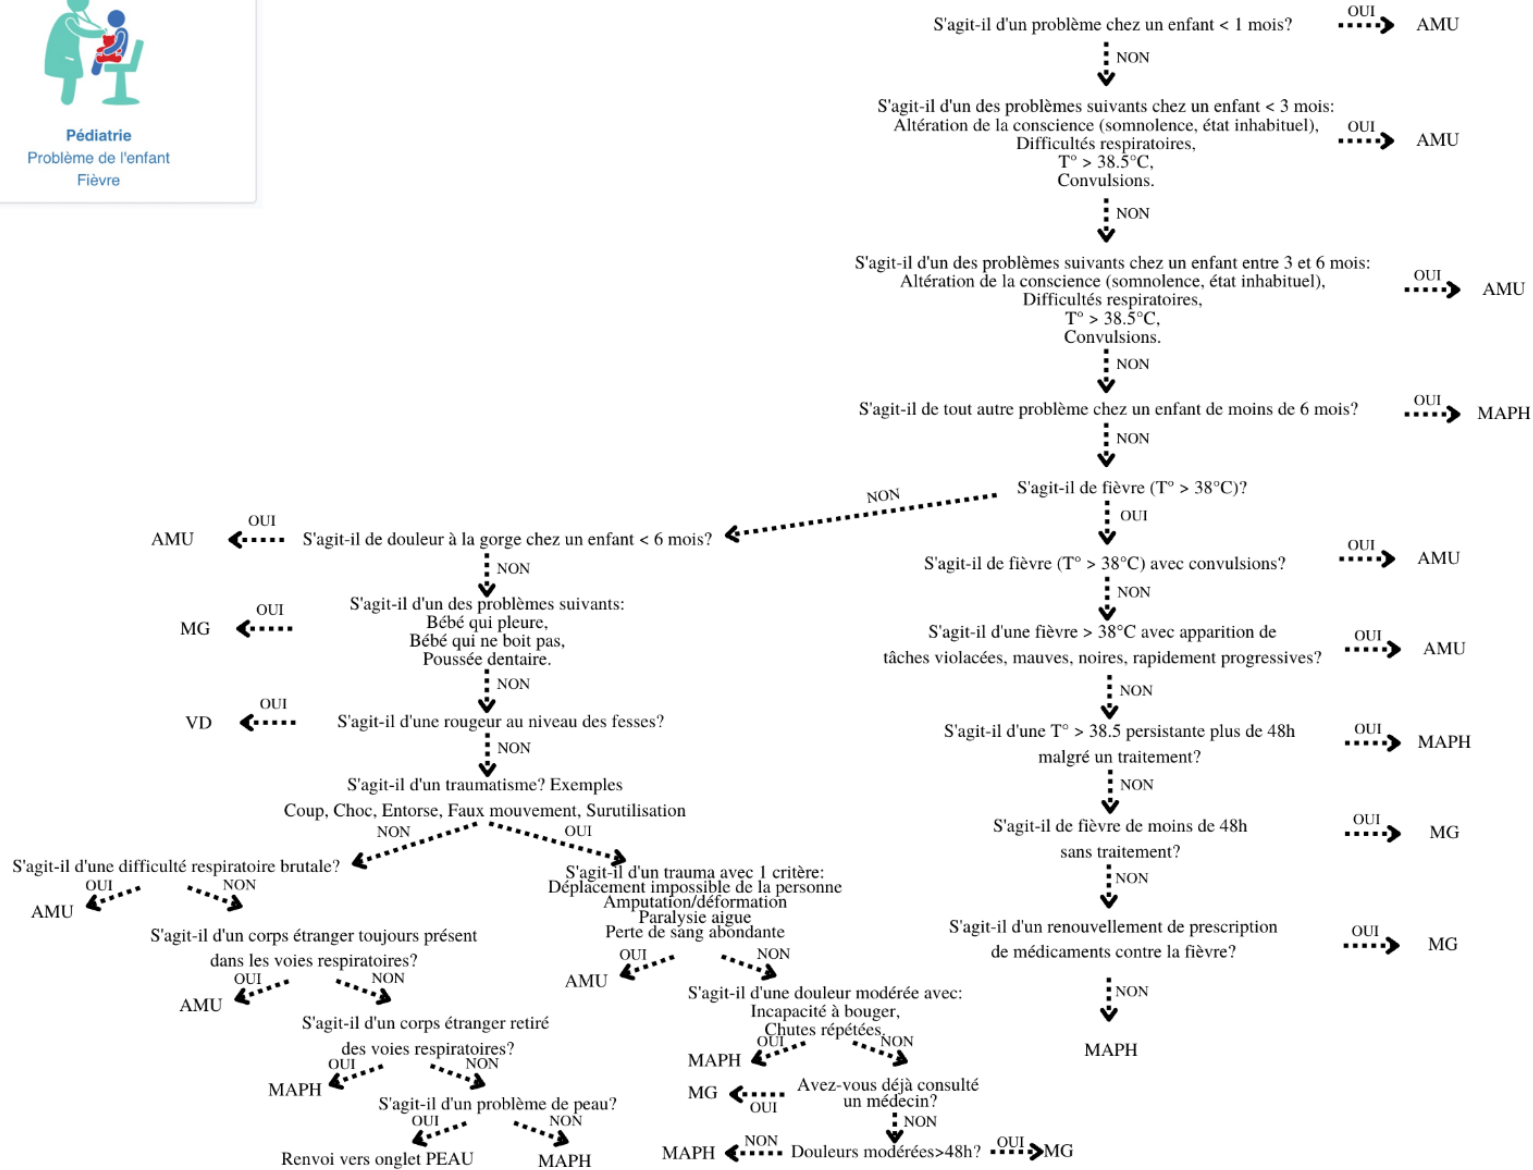 Pédiatrie
Problème de l'enfant
Fièvre
S'agit-il d'un problème chez un enfant < 1 mois?
OUI
AMU
NON
S'agit-il d'un des problèmes suivants chez un enfant < 3 mois:
Altération de la conscience (somnolence, état inhabituel),
Difficultés respiratoires,
T° > 38.5°C,
Convulsions.
OUI
AMU
NON
S'agit-il d'un des problèmes suivants chez un enfant entre 3 et 6 mois:
Altération de la conscience (somnolence, état inhabituel),
Difficultés respiratoires,
T° > 38.5°C,
Convulsions.
OUI
AMU
NON
S'agit-il de tout autre problème chez un enfant de moins de 6 mois?
OUI
MAPH
NON
S'agit-il de fièvre (T° > 38°C)?
NON
OUI
S'agit-il de fièvre (T° > 38°C) avec convulsions?
OUI
AMU
NON
S'agit-il d'une fièvre > 38°C avec apparition de
tâches violacées, mauves, noires, rapidement progressives?
OUI
AMU
NON
S'agit-il d'une T° > 38.5 persistante plus de 48h
malgré un traitement?
OUI
MAPH
NON
S'agit-il de fièvre de moins de 48h
sans traitement?
OUI
MG
NON
S'agit-il d'un renouvellement de prescription
de médicaments contre la fièvre?
OUI
MG
NON
MAPH
S'agit-il de douleur à la gorge chez un enfant < 6 mois?
OUI
AMU
NON
S'agit-il d'un des problèmes suivants:
Bébé qui pleure,
Bébé qui ne boit pas,
Poussée dentaire.
OUI
MG
NON
S'agit-il d'une rougeur au niveau des fesses?
OUI
VD
NON
S'agit-il d'un traumatisme? Exemples
Coup, Choc, Entorse, Faux mouvement, Surutilisation
NON
OUI
S'agit-il d'une difficulté respiratoire brutale?
OUI
NON
AMU
S'agit-il d'un corps étranger toujours présent
dans les voies respiratoires?
OUI
NON
AMU
S'agit-il d'un corps étranger retiré
des voies respiratoires?
OUI
NON
MAPH
S'agit-il d'un problème de peau?
OUI
NON
Renvoi vers onglet PEAU
MAPH
S'agit-il d'un trauma avec 1 critère:
Déplacement impossible de la personne
Amputation/déformation
Paralysie aigue
Perte de sang abondante
OUI
NON
AMU
S'agit-il d'une douleur modérée avec:
Incapacité à bouger,
Chutes répétées.
OUI
NON
MAPH
Avez-vous déjà consulté
un médecin?
OUI
MG
NON
Douleurs modérées>48h?
NON
MAPH
OUI
MG